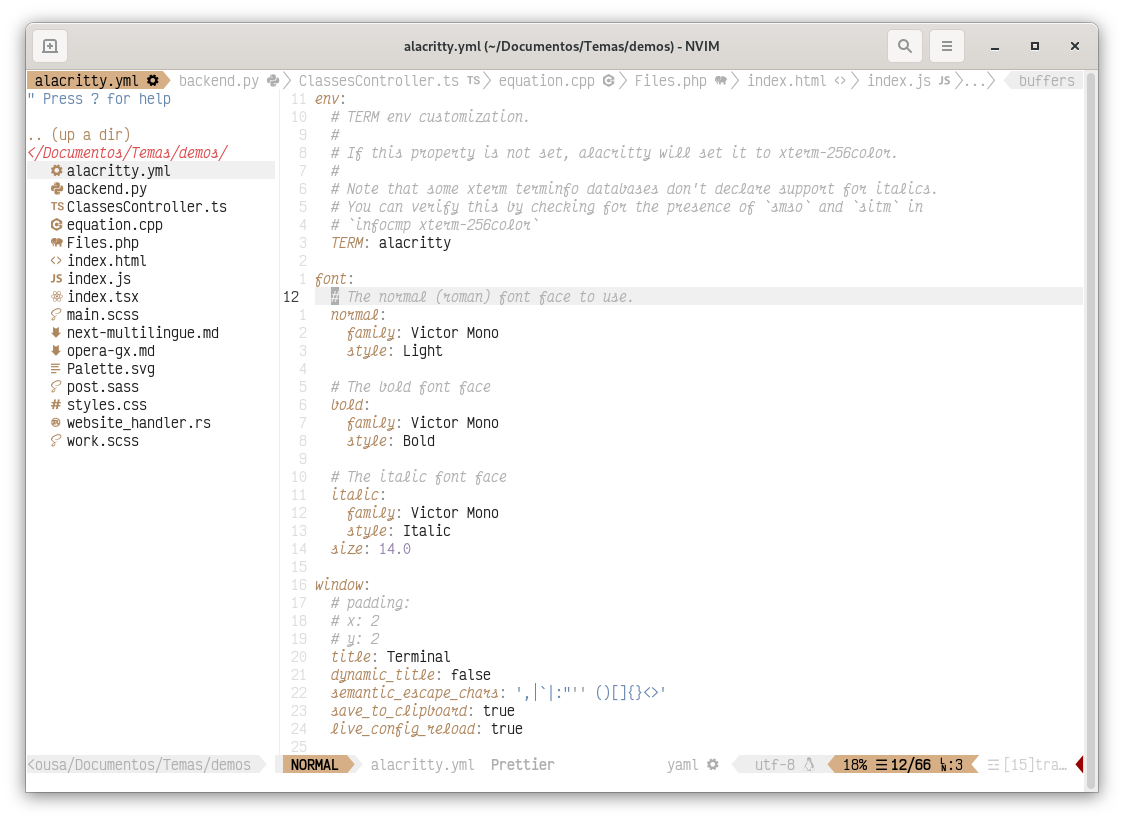 alacritty.yml (~/Documentos/Temas/demos) - NVIM
alacritty.yml backend.py ClassesController.ts TS equation.cpp Files.php index.html <> index.js JS ... buffers
" Press ? for help
.. (up a dir)
</Documentos/Temas/demos/
alacritty.yml
backend.py
TS ClassesController.ts
equation.cpp
Files.php
<> index.html
JS index.js
index.tsx
main.scss
next-multilingue.md
opera-gx.md
Palette.svg
post.sass
# styles.css
website_handler.rs
work.scss
11 env:
10 # TERM env customization.
9 #
8 # If this property is not set, alacritty will set it to xterm-256color.
7 #
6 # Note that some xterm terminfo databases don't declare support for italics.
5 # You can verify this by checking for the presence of `smso` and `sitm` in
4 # `infocmp xterm-256color`
3 TERM: alacritty
2
1 font:
12 # The normal (roman) font face to use.
1 normal:
2 family: Victor Mono
3 style: Light
4
5 # The bold font face
6 bold:
7 family: Victor Mono
8 style: Bold
9
10 # The italic font face
11 italic:
12 family: Victor Mono
13 style: Italic
14 size: 14.0
15
16 window:
17 # padding:
18 # x: 2
19 # y: 2
20 title: Terminal
21 dynamic_title: false
22 semantic_escape_chars: ',│`|:"'' ()[]{}<>'
23 save_to_clipboard: true
24 live_config_reload: true
25
<ousa/Documentos/Temas/demos NORMAL alacritty.yml Prettier yaml utf-8 18% ☰12/66 :3 [15]tra…